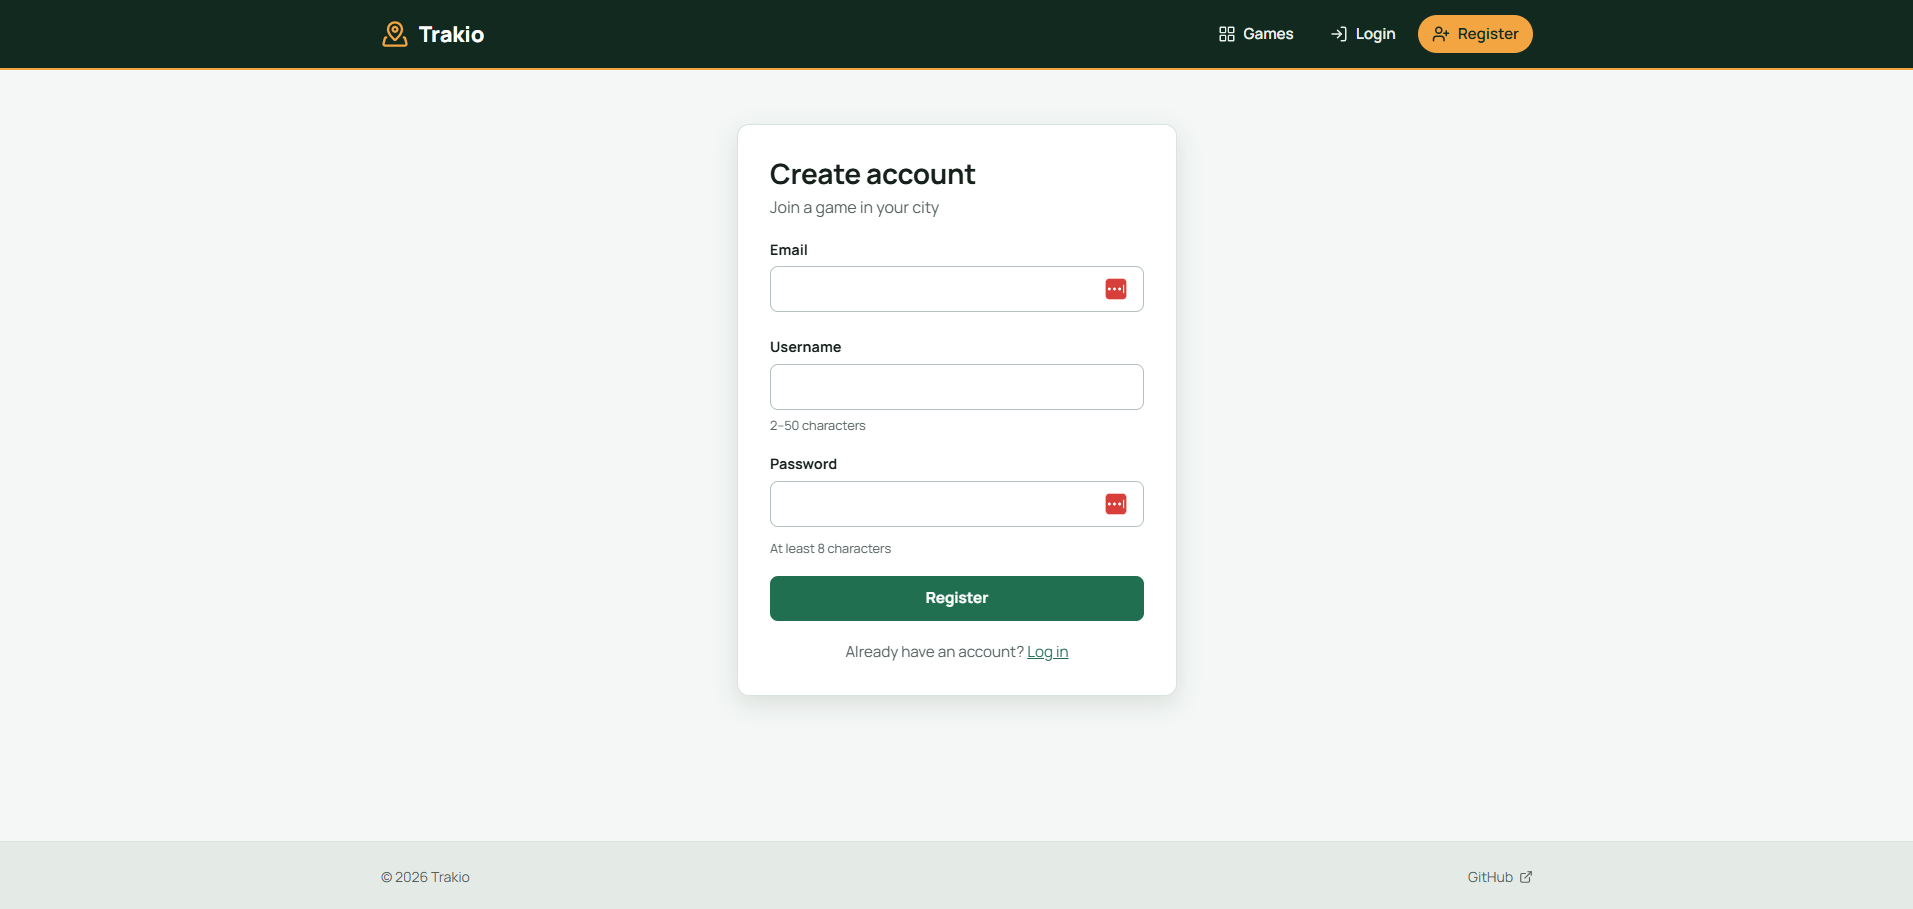 Trakio
Games
Login
Register
Create account
Join a game in your city
Email
Username
2–50 characters
Password
At least 8 characters
Register
Already have an account? Log in
© 2026 Trakio
GitHub